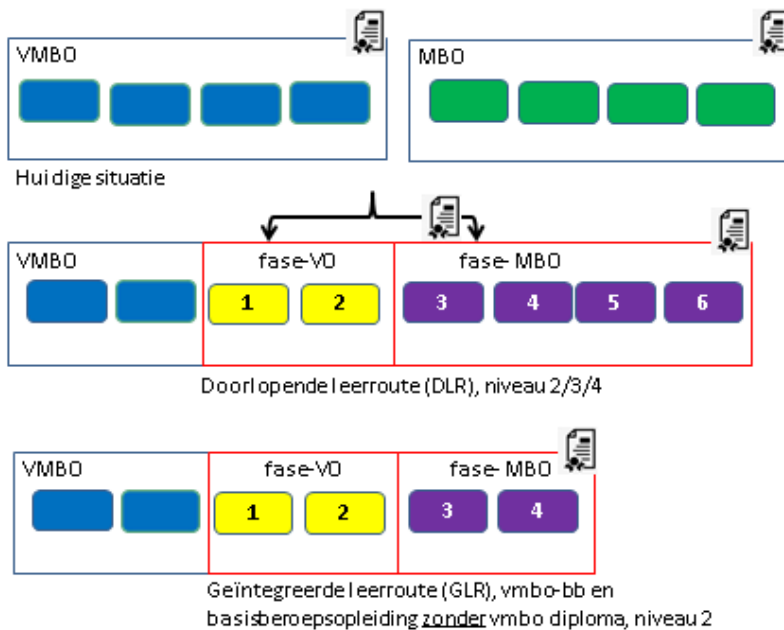 VMBO
MBO
Huidige situatie
VMBO
fase-VO
fase- MBO
1
2
3
4
5
6
Doorlopende leerroute (DLR), niveau 2/3/4
VMBO
fase-VO
fase- MBO
1
2
3
4
Geïntegreerde leerroute (GLR), vmbo-bb en
basisberoepsopleiding zonder vmbo diploma, niveau 2